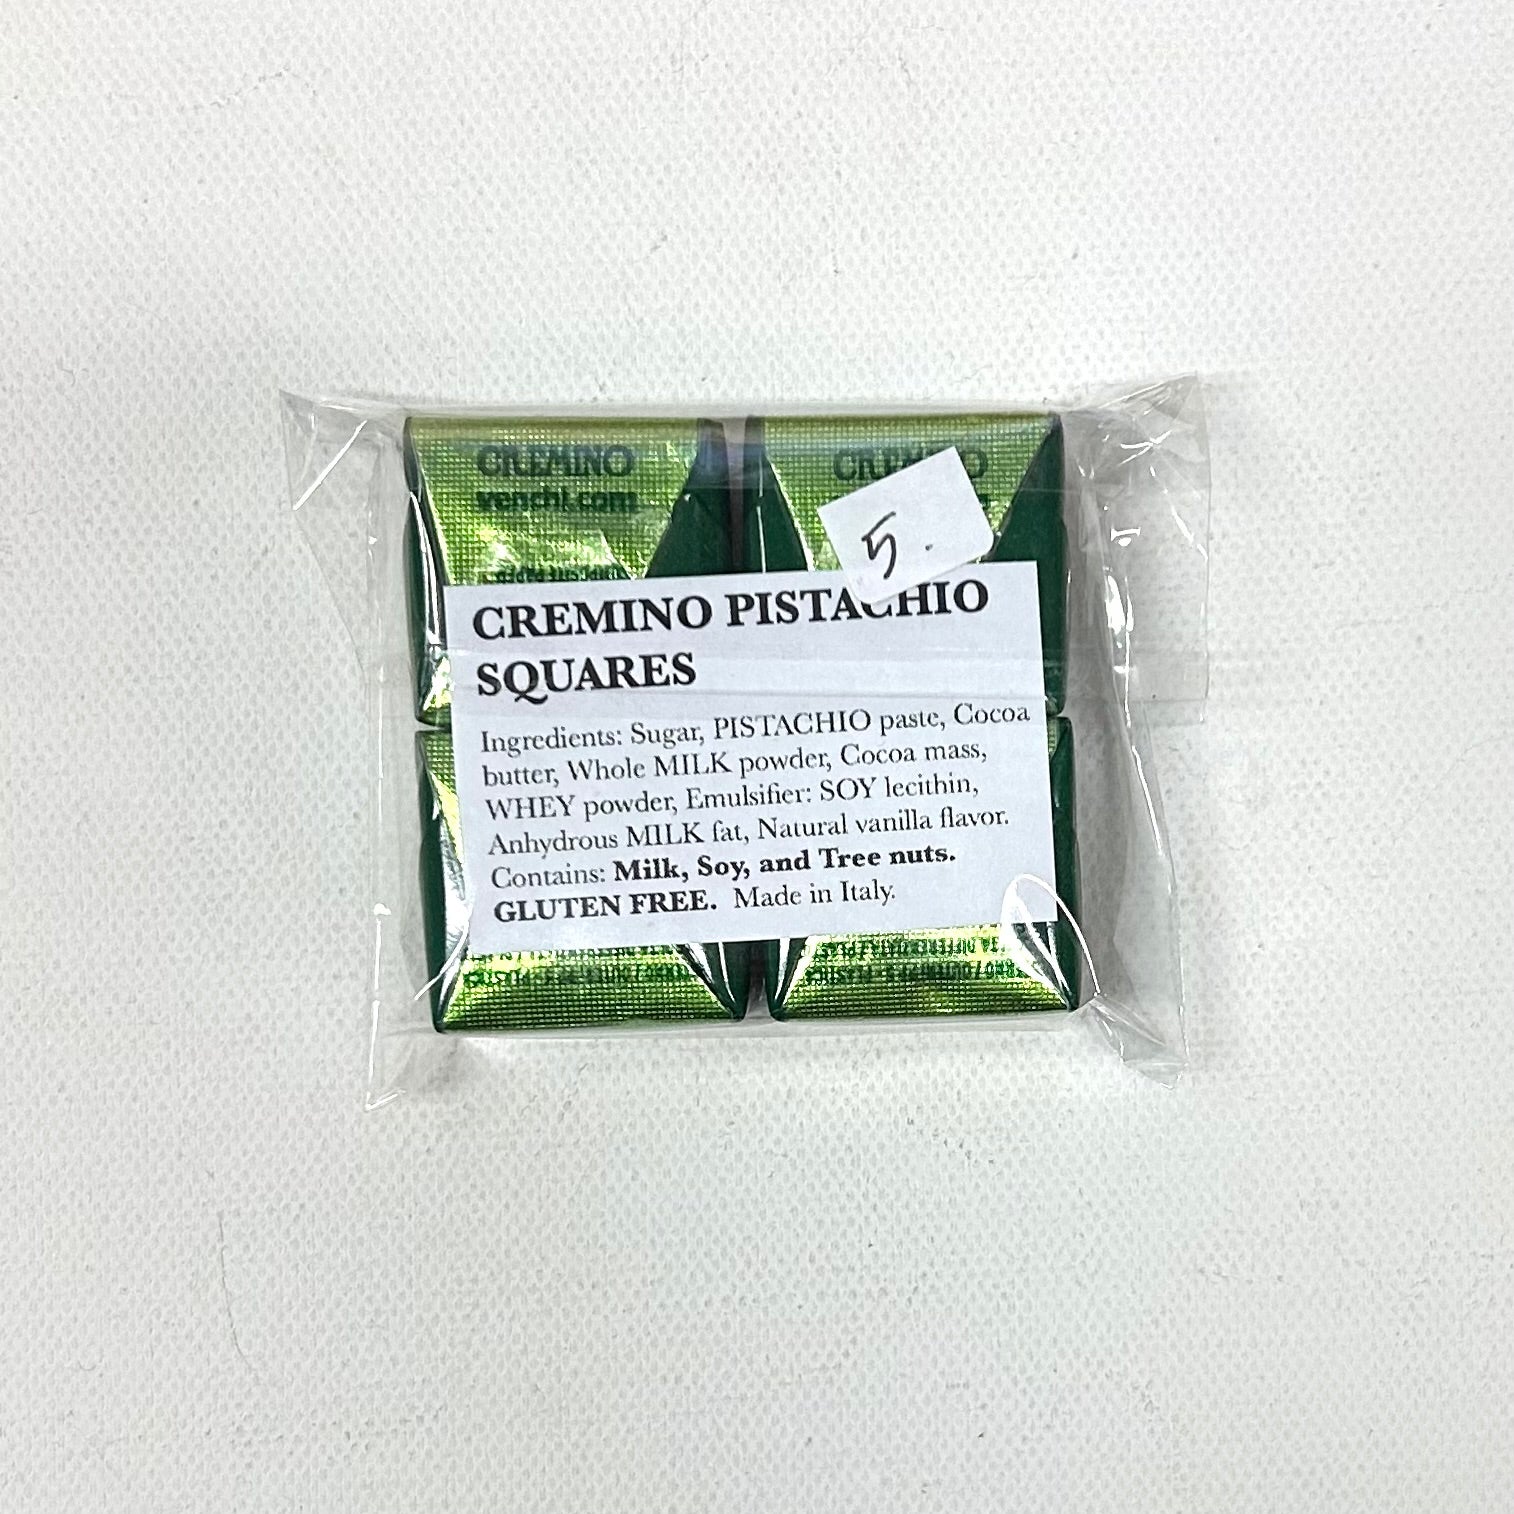 CREMINO
venchi.com
CREMINO
5.
CREMINO PISTACHIO
SQUARES
Ingredients: Sugar, PISTACHIO paste, Cocoa
butter, Whole MILK powder, Cocoa mass,
WHEY powder, Emulsifier: SOY lecithin,
Anhydrous MILK fat, Natural vanilla flavor.
Contains: Milk, Soy, and Tree nuts.
GLUTEN FREE. Made in Italy.